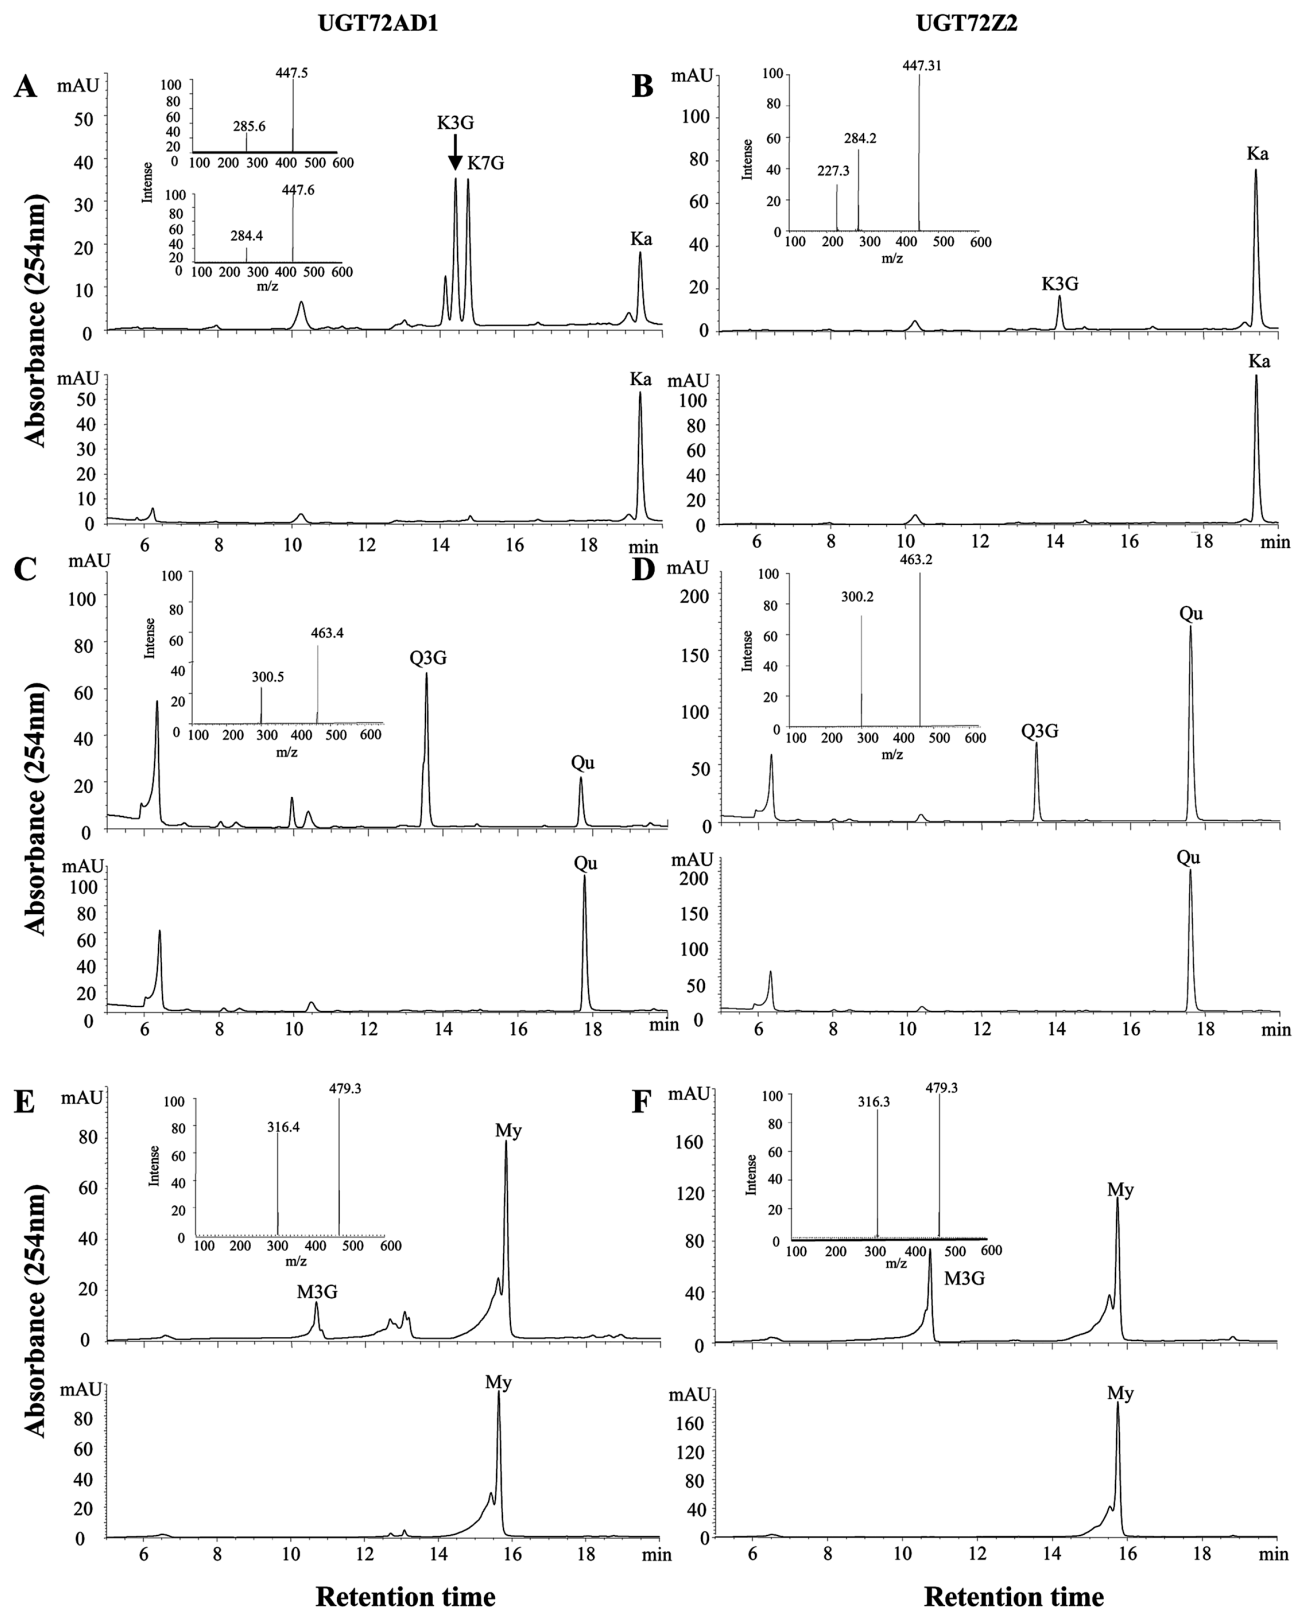 UGT72AD1 UGT72Z2
A
mAU
50
40
30
20
10
0
Intense
100
80
60
40
20
0
100 200 300 400 500 600
285.6
447.5
100
80
60
40
20
0
100 200 300 400 500 600
m/z
284.4
447.6
K3G
K7G
Ka
B
mAU
100
80
60
40
20
0
Intense
100
80
60
40
20
0
100 200 300 400 500 600
m/z
227.3
284.2
447.31
K3G
Ka
Absorbance (254nm)
mAU
50
40
30
20
10
0
Ka
6 8 10 12 14 16 18 min
mAU
100
80
60
40
20
0
Ka
6 8 10 12 14 16 18 min
C
mAU
100
80
60
40
20
0
Intense
100
80
60
40
20
0
100 200 300 400 500 600
m/z
300.5
463.4
Q3G
Qu
D
mAU
200
150
100
50
0
Intense
100
80
60
40
20
0
100 200 300 400 500 600
m/z
300.2
463.2
Q3G
Qu
Absorbance (254nm)
mAU
100
80
60
40
20
0
Qu
6 8 10 12 14 16 18 min
mAU
200
150
100
50
0
Qu
6 8 10 12 14 16 18 min
E
mAU
80
60
40
20
0
Intense
100
80
60
40
20
0
100 200 300 400 500 600
m/z
316.4
479.3
M3G
My
F
mAU
160
120
80
40
0
Intense
100
80
60
40
20
0
100 200 300 400 500 600
m/z
316.3
479.3
M3G
My
Absorbance (254nm)
mAU
80
60
40
20
0
My
6 8 10 12 14 16 18 min
mAU
160
120
80
40
0
My
6 8 10 12 14 16 18 min
Retention time Retention time